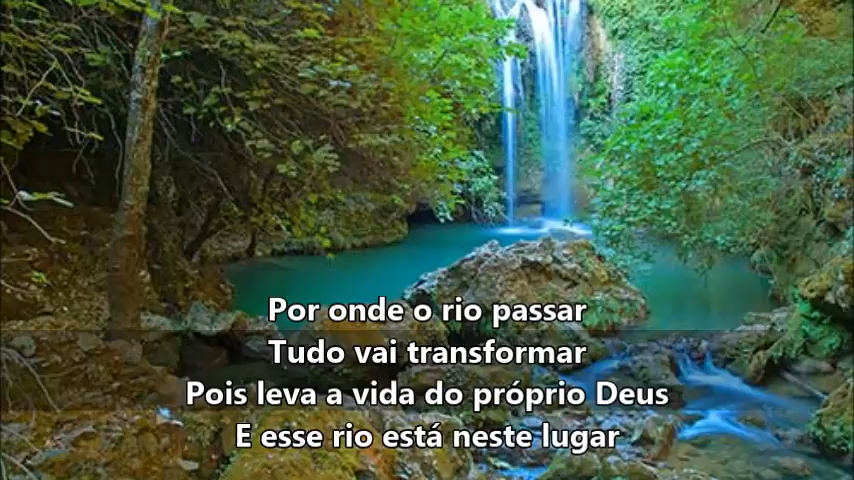 Por onde o rio passar
Tudo vai transformar
Pois leva a vida do próprio Deus
E esse rio está neste lugar